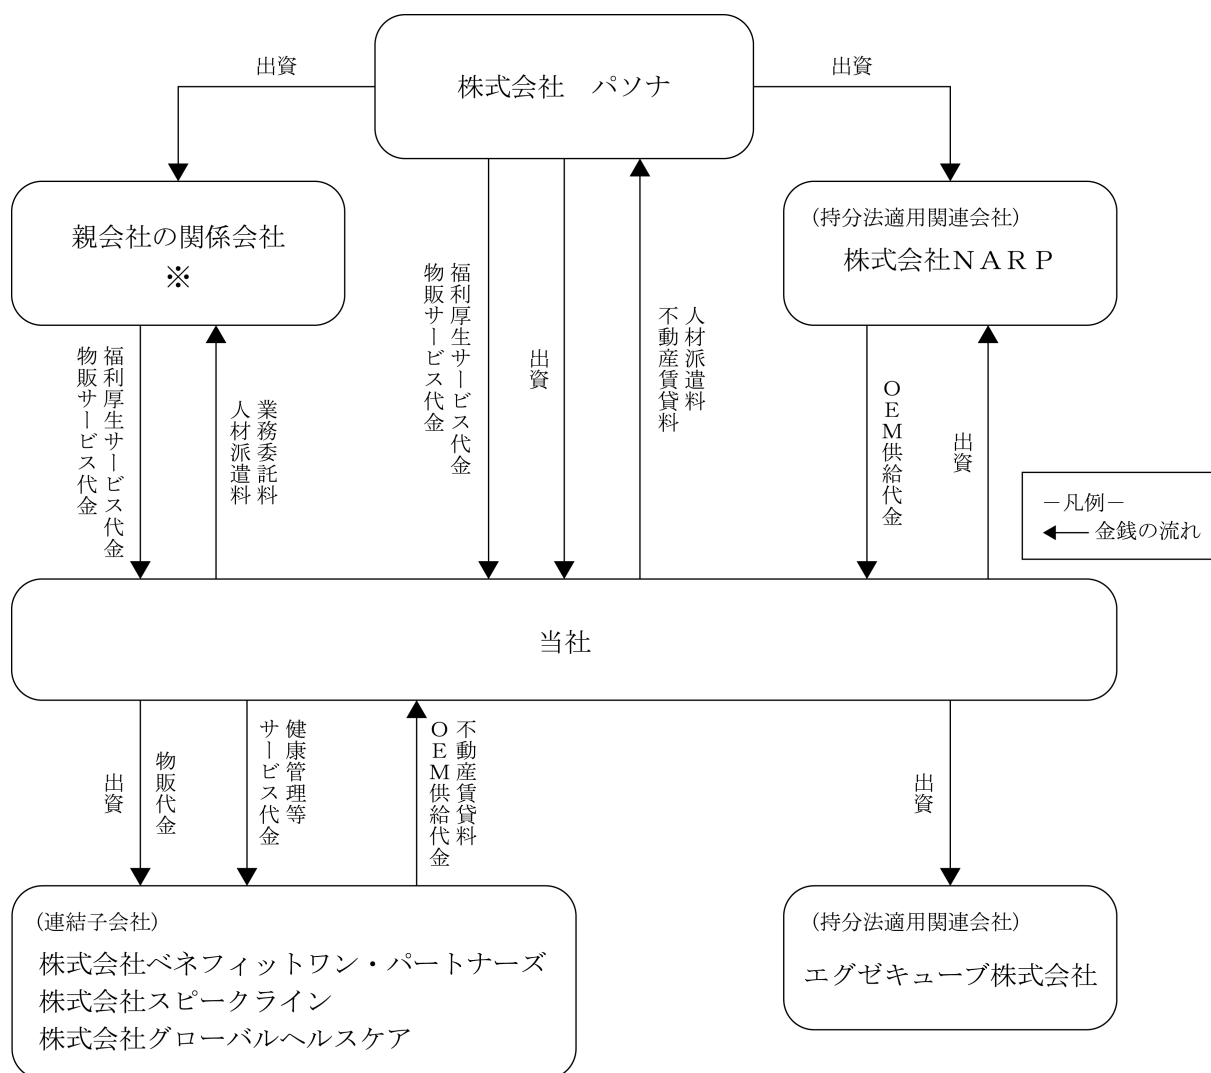 株式会社　パソナ
出資
出資
親会社の関係会社
※
(持分法適用関連会社)
株式会社ＮＡＲＰ
福利厚生サービス代金
物販サービス代金
業務委託料
人材派遣料
福利厚生サービス代金
物販サービス代金
出資
人材派遣料
不動産賃貸料
ＯＥＭ供給代金
出資
－凡例－
金銭の流れ
当社
出資
物販代金
健康管理等
サービス代金
不動産賃貸料
ＯＥＭ供給代金
出資
(連結子会社)
株式会社ベネフィットワン・パートナーズ
株式会社スピークライン
株式会社グローバルヘルスケア
(持分法適用関連会社)
エグゼキューブ株式会社